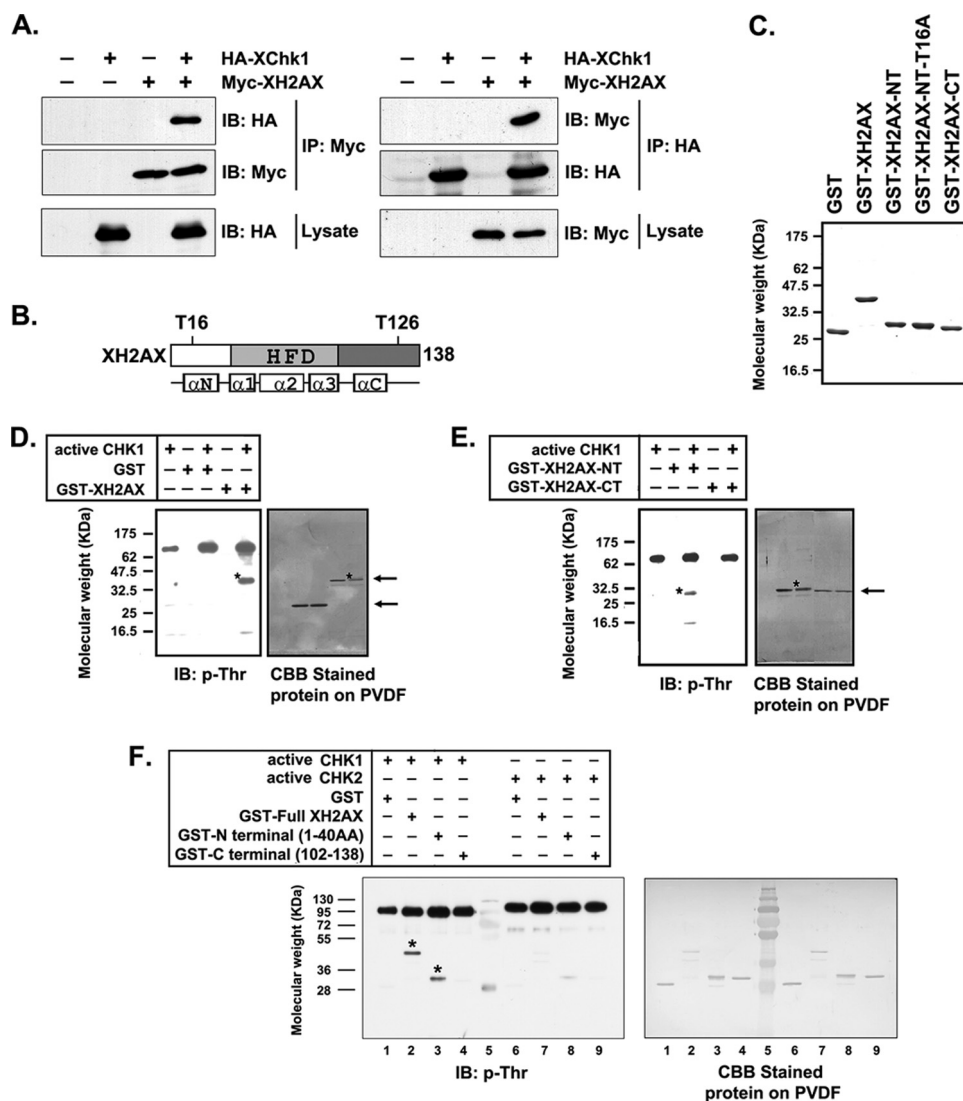 A.
– + – + HA-XChk1 – + – +
– – + + Myc-XH2AX – – + +
IB: HA
IB: Myc
IP: Myc
IB: HA
Lysate
IB: Myc
IB: HA
IP: HA
IB: Myc
Lysate
B.
T16
T126
XH2AX
HFD
138
αN
α1
α2
α3
αC
C.
GST
GST-XH2AX
GST-XH2AX-NT
GST-XH2AX-NT-T16A
GST-XH2AX-CT
Molecular weight (KDa)
175
62
47.5
32.5
25
16.5
D.
active CHK1 + – + – +
GST – + + – –
GST-XH2AX – – – + +
Molecular weight (KDa)
175
62
47.5
32.5
25
16.5
*
*
IB: p-Thr
CBB Stained
protein on PVDF
E.
active CHK1 + – + – +
GST-XH2AX-NT – + + – –
GST-XH2AX-CT – – – + +
Molecular weight (KDa)
175
62
32.5
25
16.5
*
*
IB: p-Thr
CBB Stained
protein on PVDF
F.
active CHK1 + + + + – – – –
active CHK2 – – – – + + + +
GST + – – – + – – –
GST-Full XH2AX – + – – – + – –
GST-N terminal (1-40AA) – – + – – – + –
GST-C terminal (102-138) – – – + – – – +
Molecular weight (KDa)
130
95
72
55
36
28
*
*
1 2 3 4 5 6 7 8 9
IB: p-Thr
1 2 3 4 5 6 7 8 9
CBB Stained
protein on PVDF